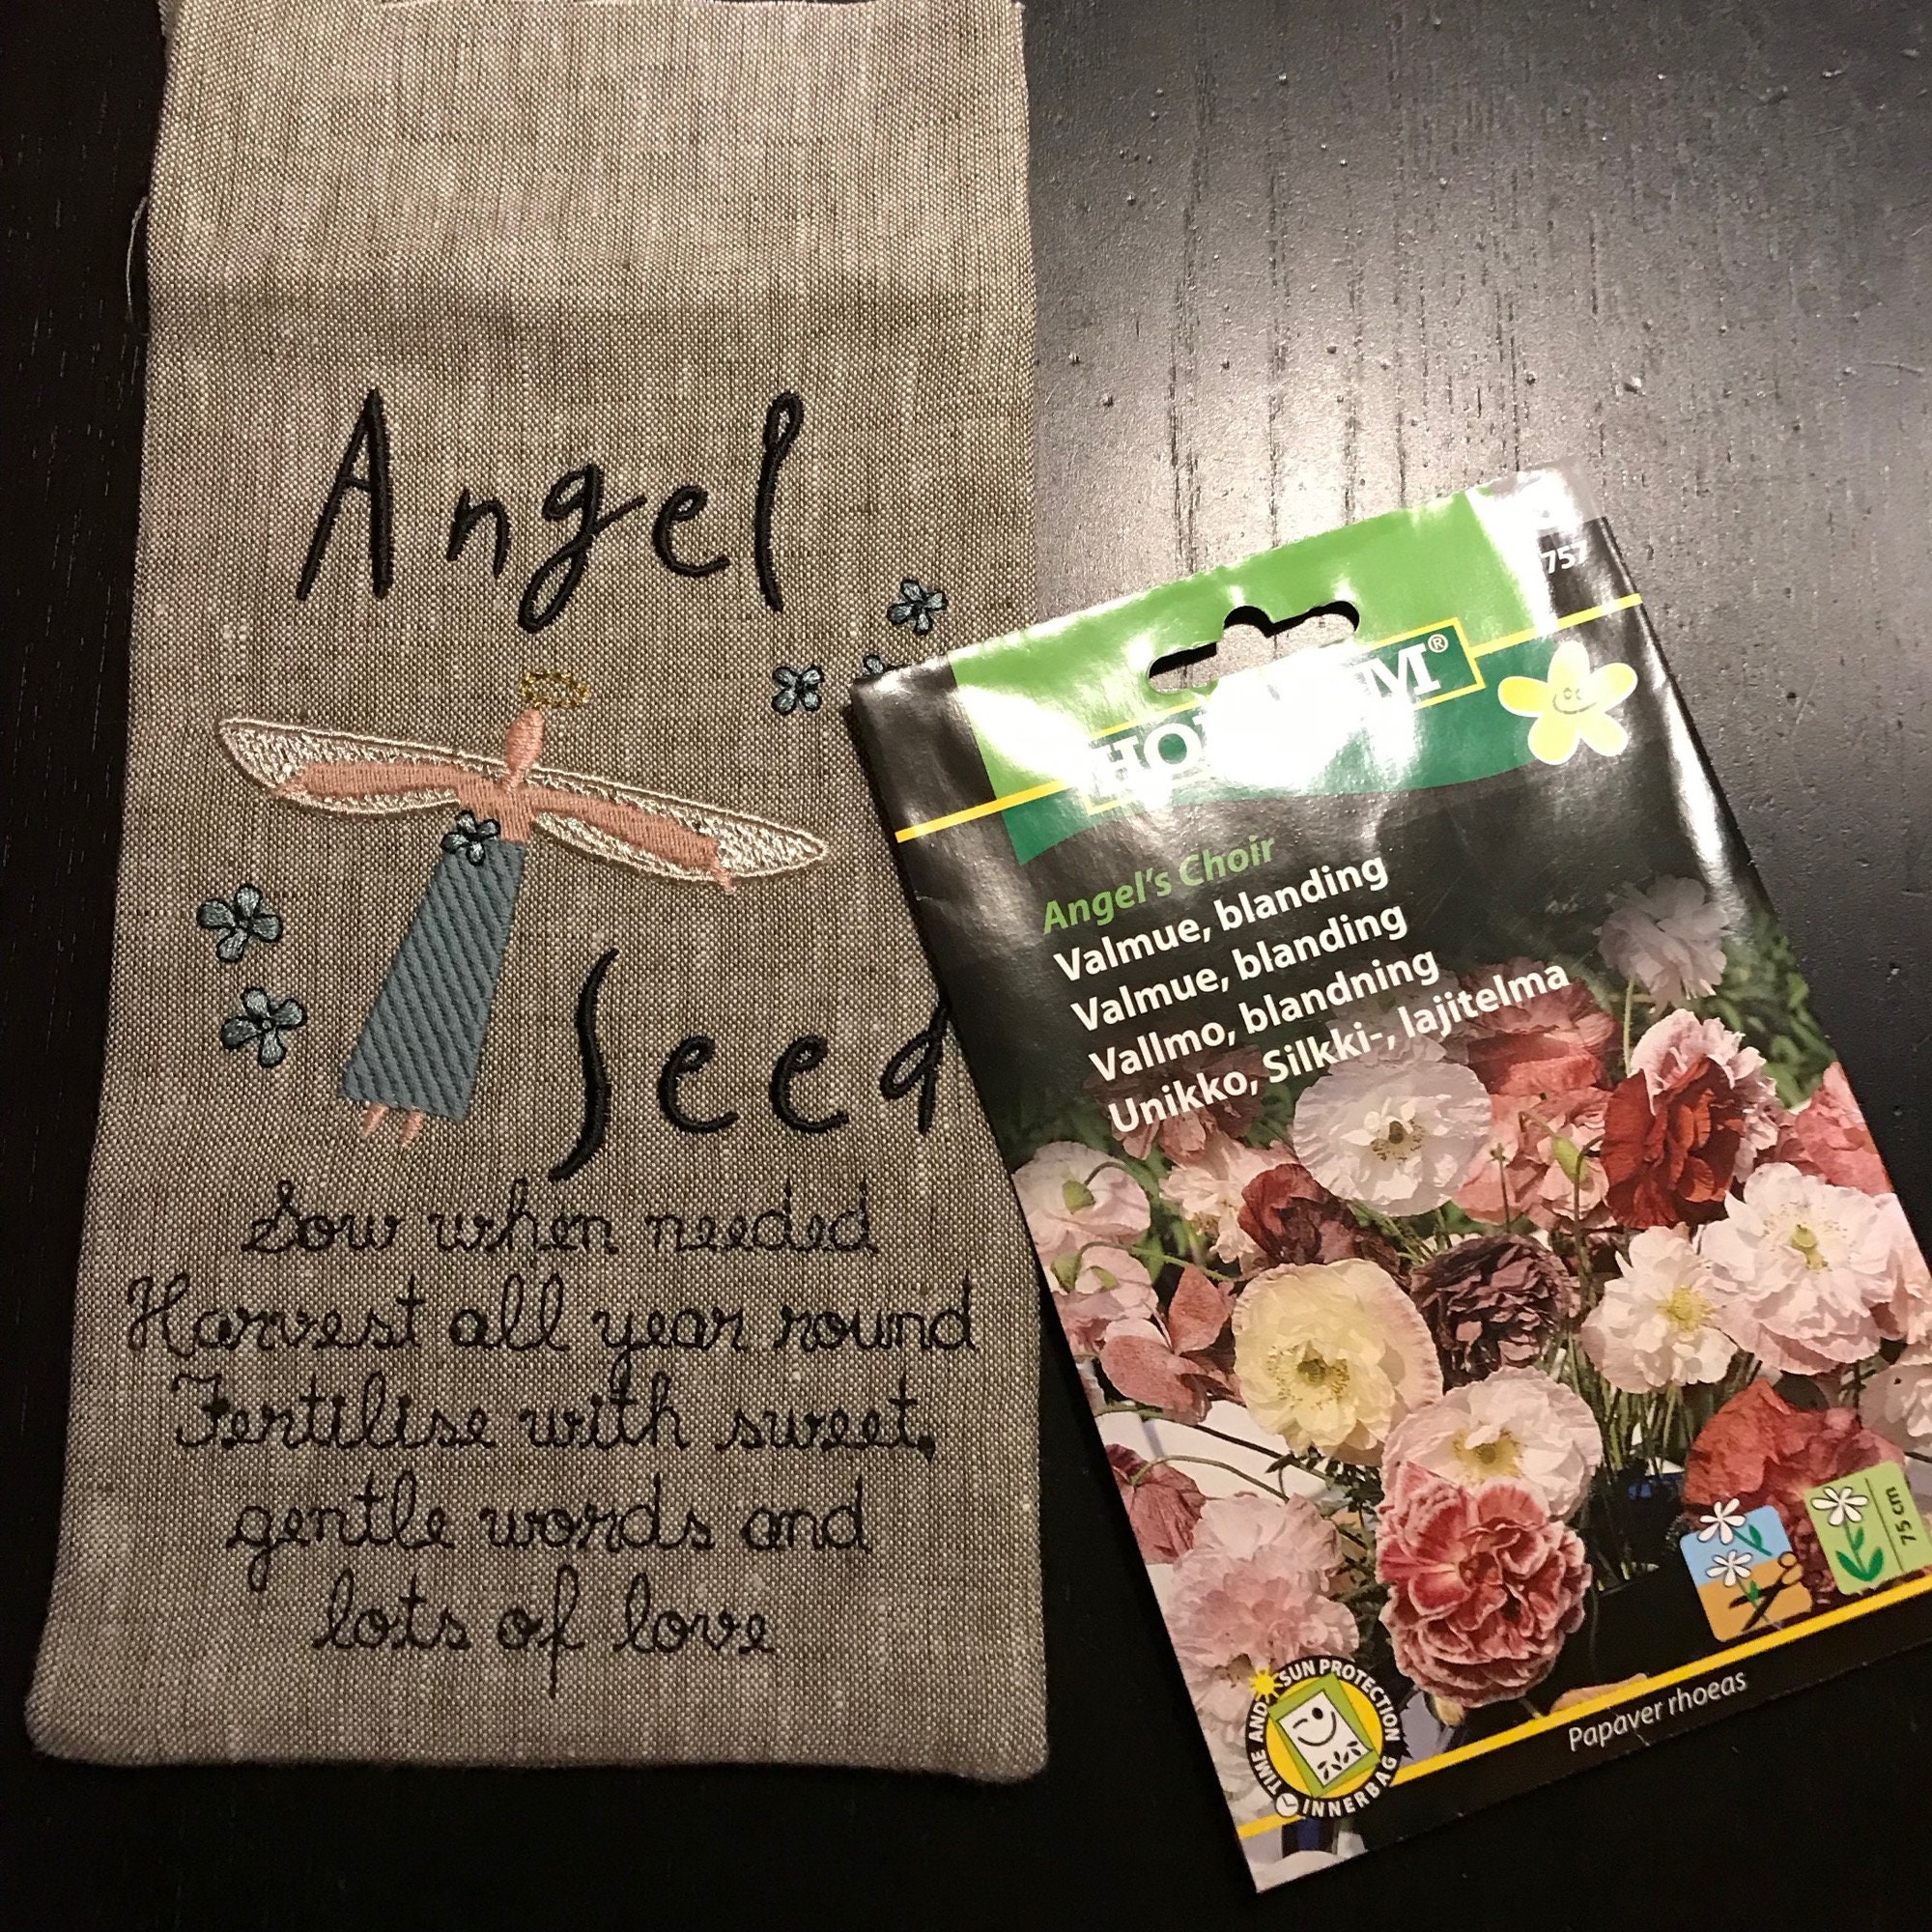 Angel
Seed
Sow when needed
Harvest all year round
Fertilise with sweet,
gentle words and
lots of love
757
Angel's Choir
Valmue, blanding
Valmue, blanding
Vallmo, blandning
Unikko, Silkki-, lajitelma
75 cm
TIME AND SUN PROTECTION
INNERBAG
Papaver rhoeas